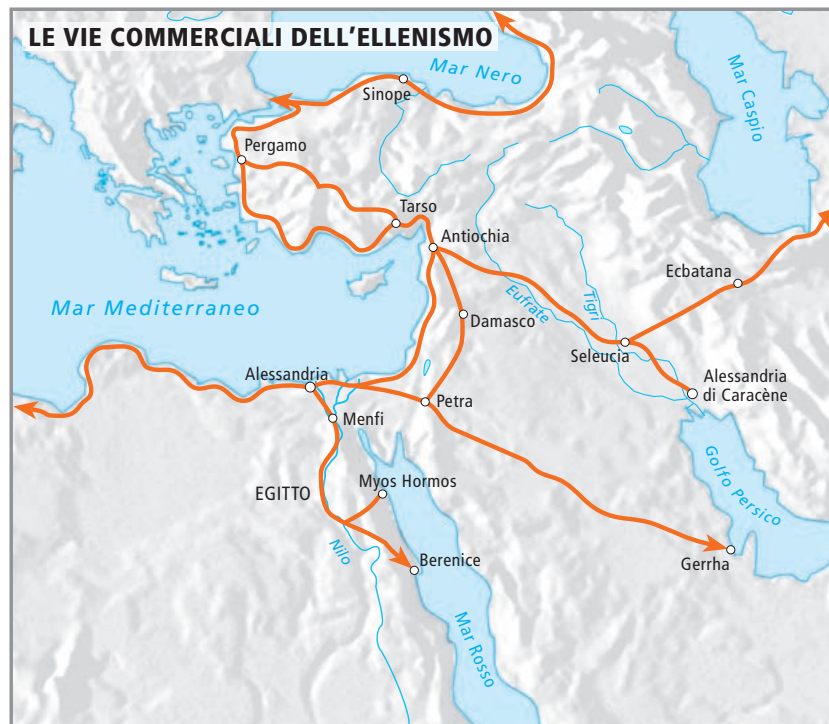 LE VIE COMMERCIALI DELL'ELLENISMO
Mar Nero
Sinope
Mar Caspio
Pergamo
Tarso
Antiochia
Ecbatana
Mar Mediterraneo
Tigri
Eufrate
Damasco
Seleucia
Alessandria
Alessandria
di Caracène
Petra
Menfi
Golfo Persico
Myos Hormos
EGITTO
Nilo
Berenice
Gerrha
Mar Rosso